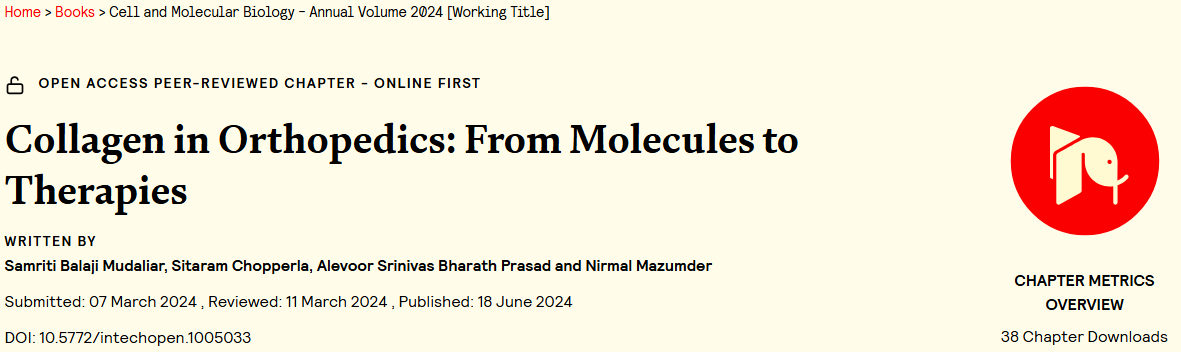 Home > Books > Cell and Molecular Biology - Annual Volume 2024 [Working Title]
OPEN ACCESS PEER-REVIEWED CHAPTER - ONLINE FIRST
Collagen in Orthopedics: From Molecules to
Therapies
WRITTEN BY
Samriti Balaji Mudaliar, Sitaram Chopperla, Alevoor Srinivas Bharath Prasad and Nirmal Mazumder
Submitted: 07 March 2024 , Reviewed: 11 March 2024 , Published: 18 June 2024
DOI: 10.5772/intechopen.1005033
CHAPTER METRICS
OVERVIEW
38 Chapter Downloads